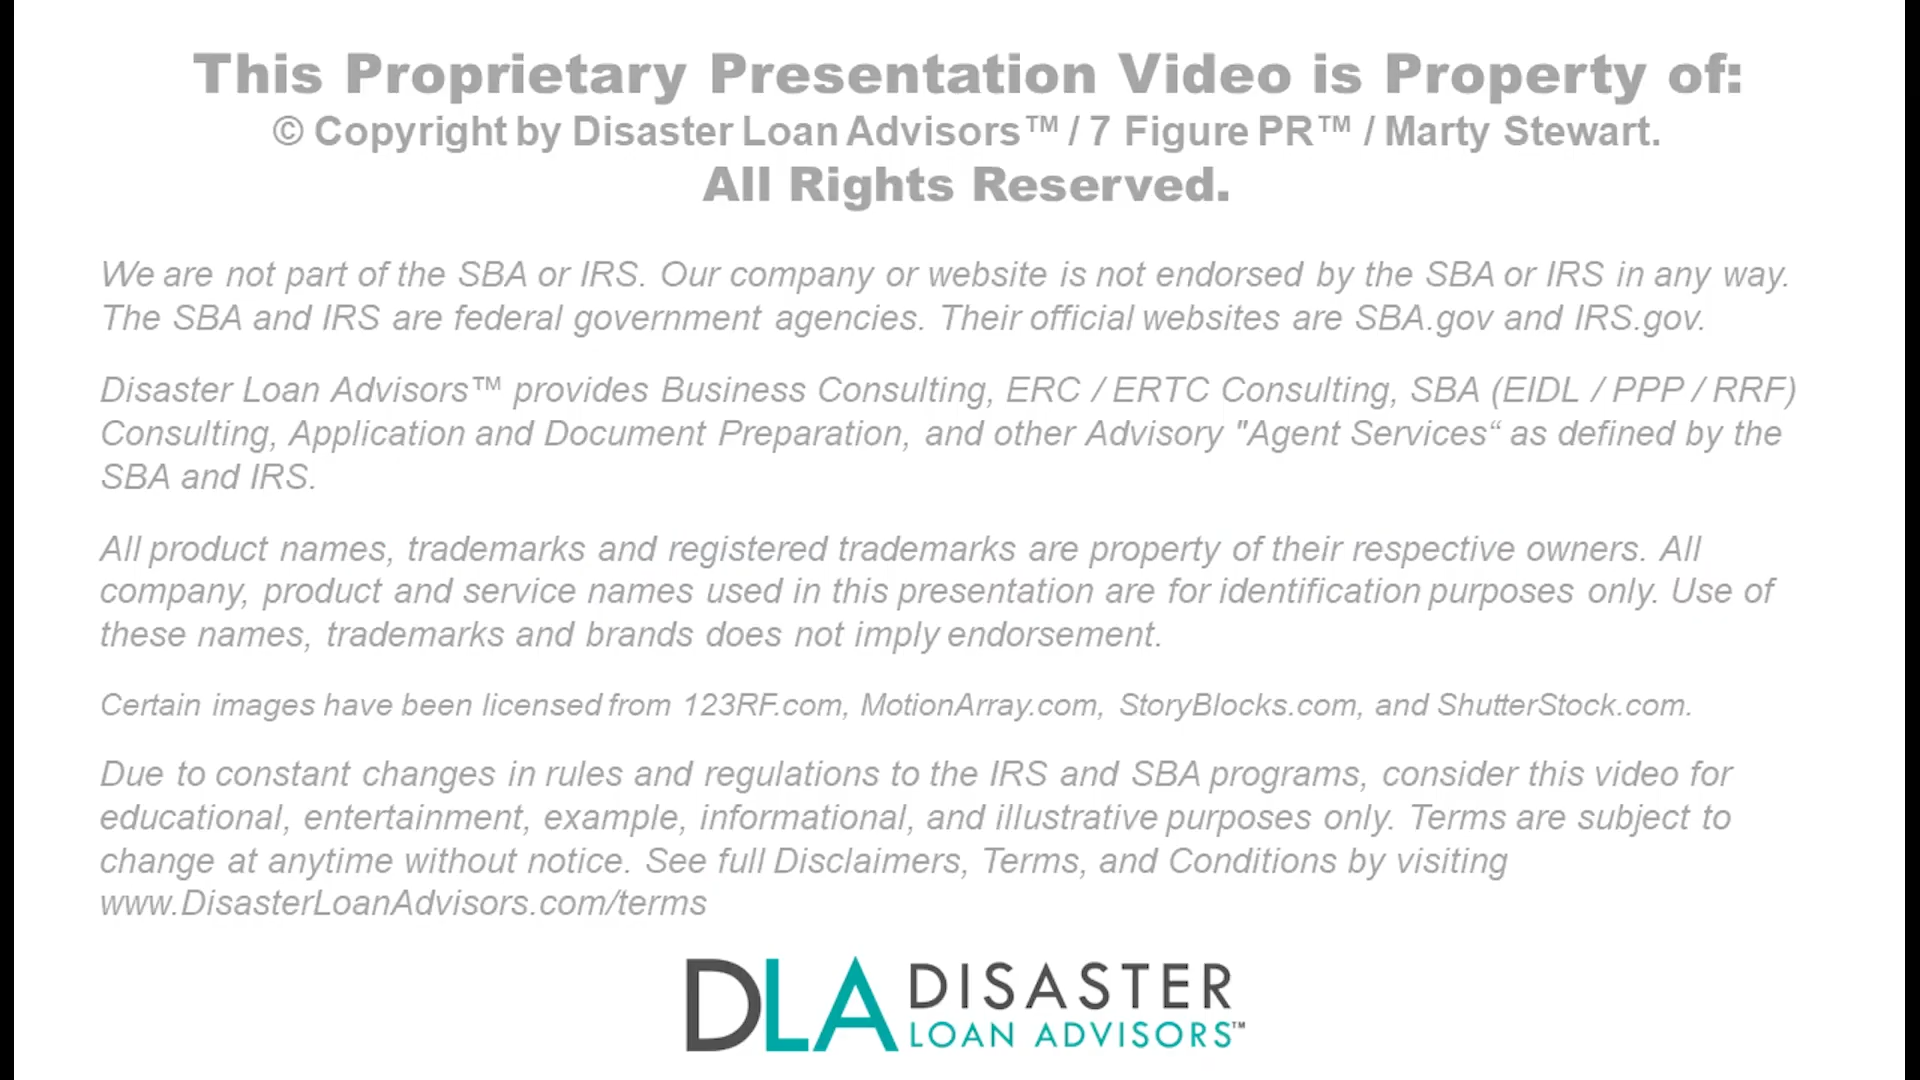 This Proprietary Presentation Video is Property of:
© Copyright by Disaster Loan Advisors™ / 7 Figure PR™ / Marty Stewart.
All Rights Reserved.
We are not part of the SBA or IRS. Our company or website is not endorsed by the SBA or IRS in any way.
The SBA and IRS are federal government agencies. Their official websites are SBA.gov and IRS.gov.
Disaster Loan Advisors™ provides Business Consulting, ERC / ERTC Consulting, SBA (EIDL / PPP / RRF)
Consulting, Application and Document Preparation, and other Advisory "Agent Services“ as defined by the
SBA and IRS.
All product names, trademarks and registered trademarks are property of their respective owners. All
company, product and service names used in this presentation are for identification purposes only. Use of
these names, trademarks and brands does not imply endorsement.
Certain images have been licensed from 123RF.com, MotionArray.com, StoryBlocks.com, and ShutterStock.com.
Due to constant changes in rules and regulations to the IRS and SBA programs, consider this video for
educational, entertainment, example, informational, and illustrative purposes only. Terms are subject to
change at anytime without notice. See full Disclaimers, Terms, and Conditions by visiting
www.DisasterLoanAdvisors.com/terms
DLA DISASTER
LOAN ADVISORS™